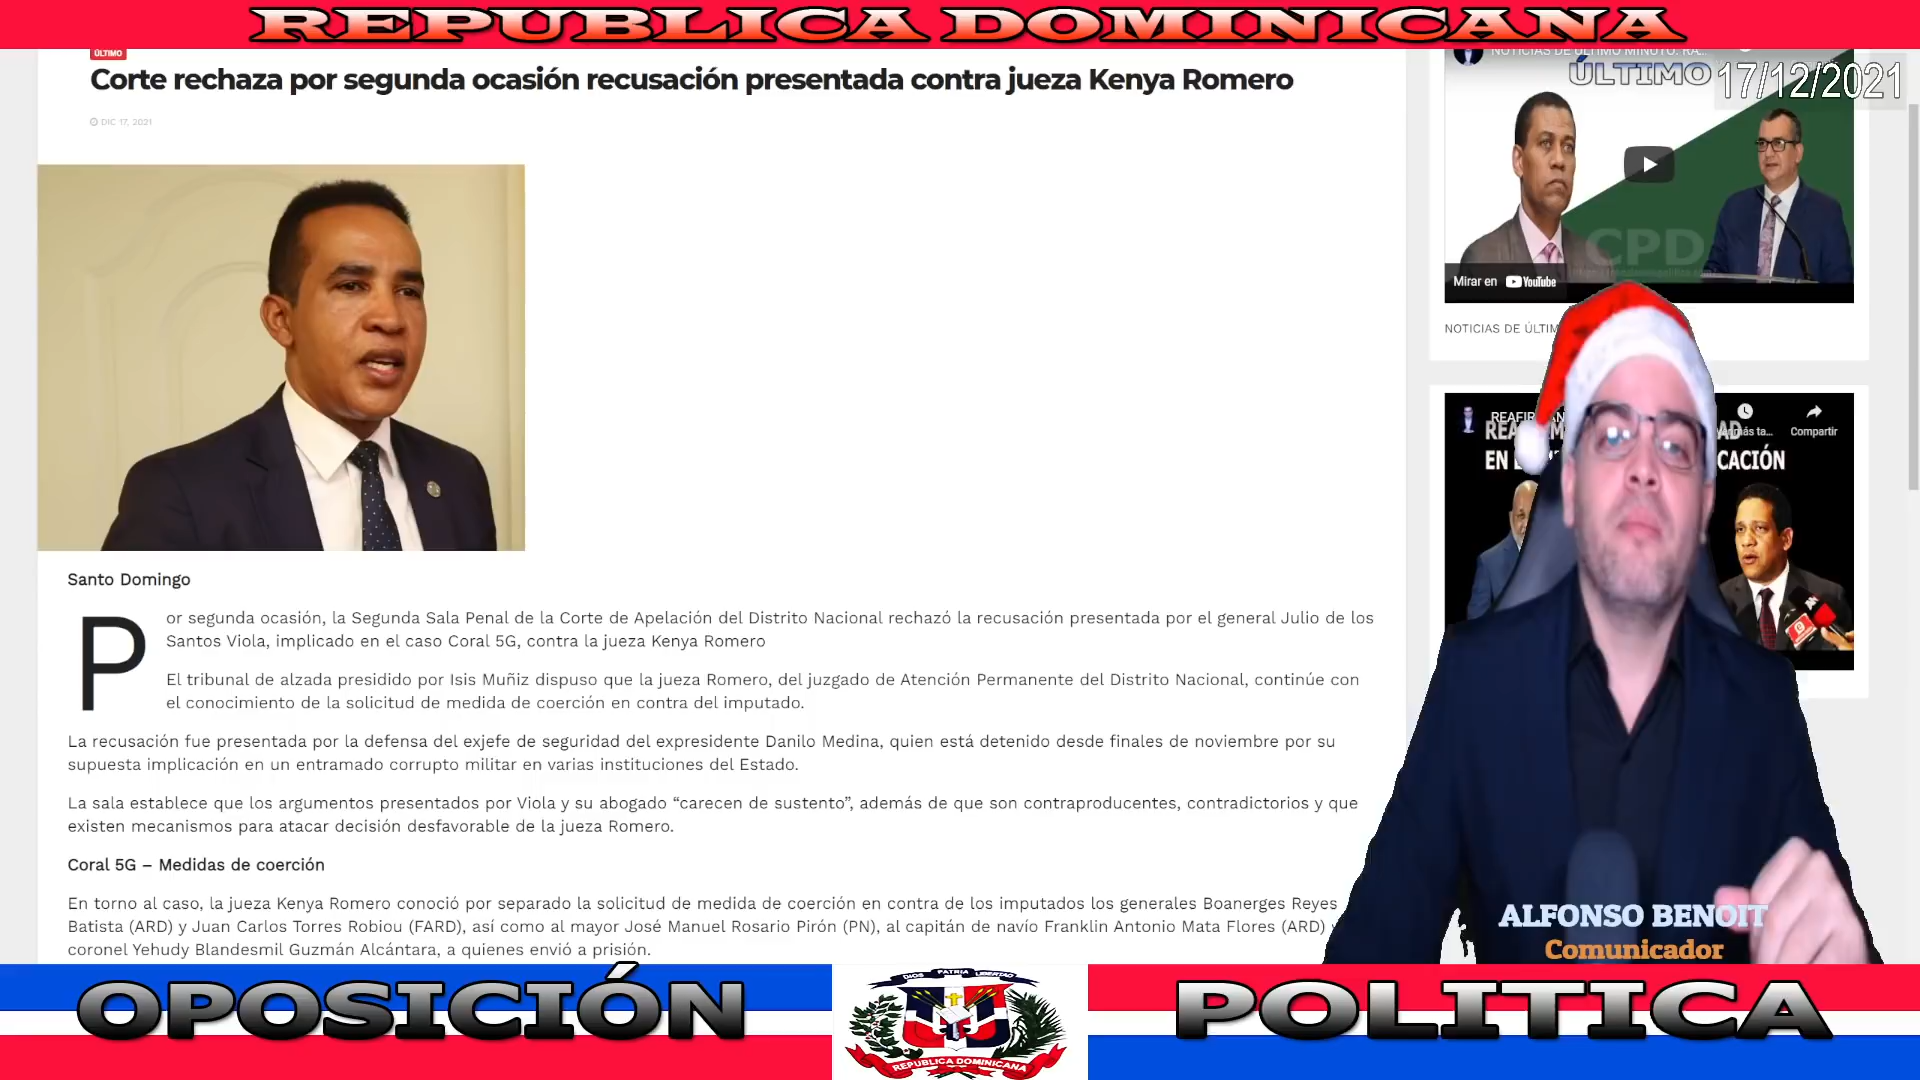 REPUBLICA DOMINICANA
ÚLTIMO
Corte rechaza por segunda ocasión recusación presentada contra jueza Kenya Romero
DIC 17, 2021
NOTICIAS DE ÚLTIMO MINUTO: RA...
ÚLTIMO
17/12/2021
CPD
Mirar en YouTube
NOTICIAS DE ÚLTIM
Compartir
CACIÓN
Santo Domingo
Por segunda ocasión, la Segunda Sala Penal de la Corte de Apelación del Distrito Nacional rechazó la recusación presentada por el general Julio de los
Santos Viola, implicado en el caso Coral 5G, contra la jueza Kenya Romero
El tribunal de alzada presidido por Isis Muñiz dispuso que la jueza Romero, del juzgado de Atención Permanente del Distrito Nacional, continúe con
el conocimiento de la solicitud de medida de coerción en contra del imputado.
La recusación fue presentada por la defensa del exjefe de seguridad del expresidente Danilo Medina, quien está detenido desde finales de noviembre por su
supuesta implicación en un entramado corrupto militar en varias instituciones del Estado.
La sala establece que los argumentos presentados por Viola y su abogado “carecen de sustento”, además de que son contraproducentes, contradictorios y que
existen mecanismos para atacar decisión desfavorable de la jueza Romero.
Coral 5G – Medidas de coerción
En torno al caso, la jueza Kenya Romero conoció por separado la solicitud de medida de coerción en contra de los imputados los generales Boanerges Reyes
Batista (ARD) y Juan Carlos Torres Robiou (FARD), así como al mayor José Manuel Rosario Pirón (PN), al capitán de navío Franklin Antonio Mata Flores (ARD) y
coronel Yehudy Blandesmil Guzmán Alcántara, a quienes envió a prisión.
ALFONSO BENOIT
Comunicador
OPOSICIÓN
DIOS PATRIA LIBERTAD
REPUBLICA DOMINICANA
POLITICA